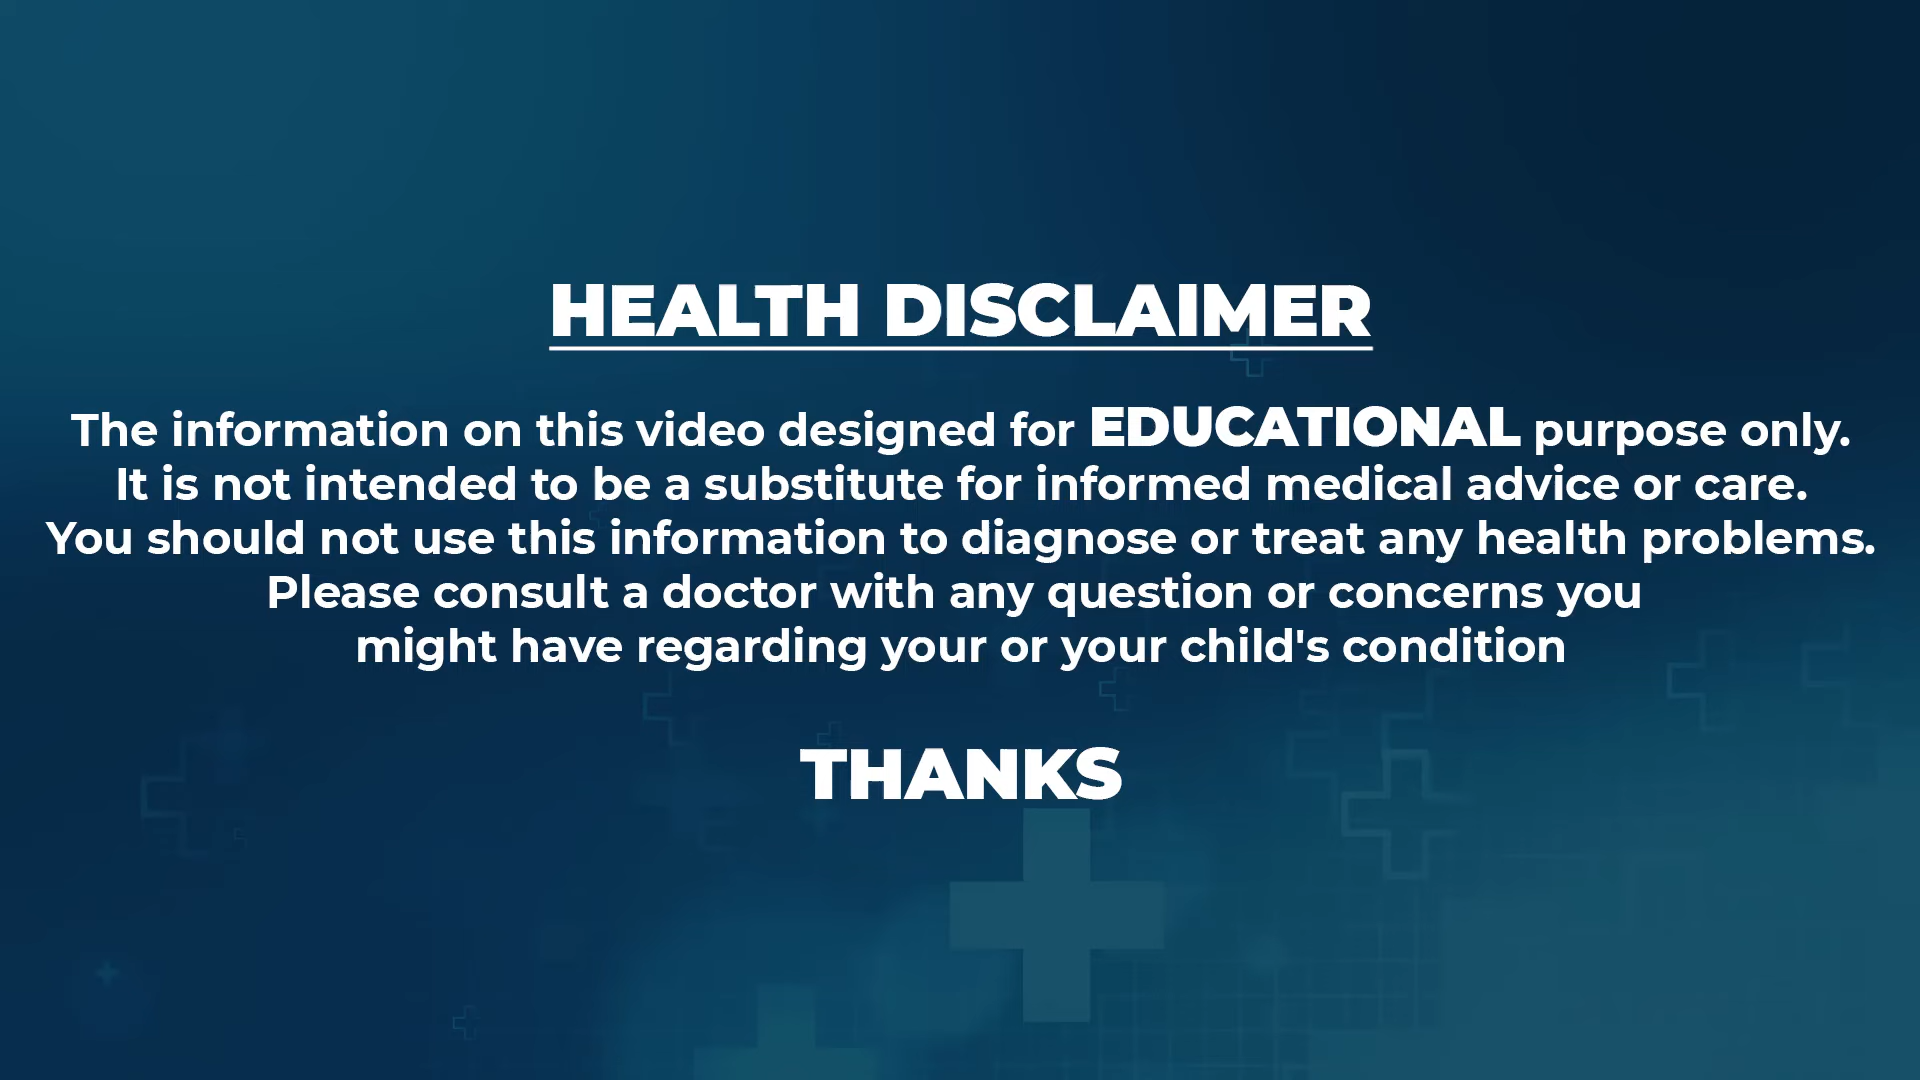 HEALTH DISCLAIMER
The information on this video designed for EDUCATIONAL purpose only.
It is not intended to be a substitute for informed medical advice or care.
You should not use this information to diagnose or treat any health problems.
Please consult a doctor with any question or concerns you
might have regarding your or your child's condition
THANKS